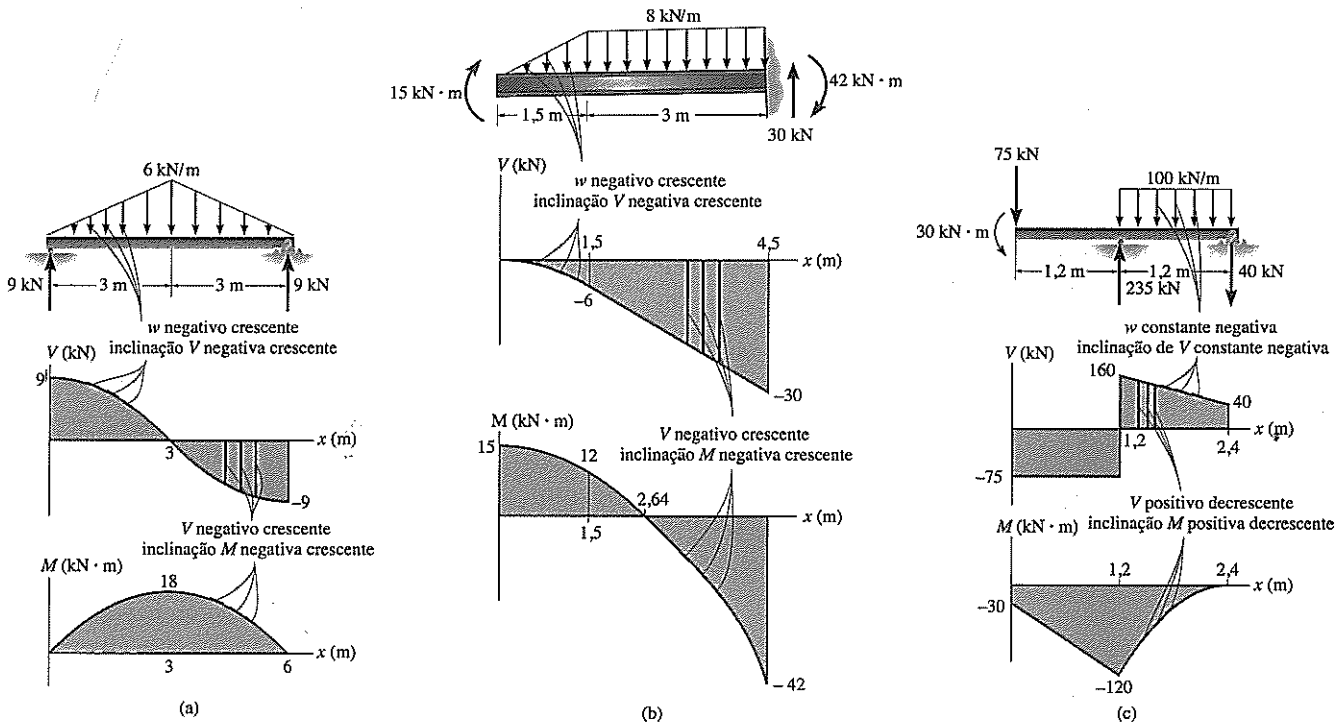 6 kN/m
9 kN
3 m
3 m
9 kN
w negativo crescente
inclinação V negativa crescente
V (kN)
9
3
x (m)
−9
V negativo crescente
inclinação M negativa crescente
M (kN · m)
18
3
6
x (m)
(a)
8 kN/m
15 kN · m
42 kN · m
1,5 m
3 m
30 kN
V (kN)
w negativo crescente
inclinação V negativa crescente
1,5
4,5
x (m)
−6
−30
M (kN · m)
V negativo crescente
inclinação M negativa crescente
15
12
2,64
x (m)
1,5
− 42
(b)
75 kN
100 kN/m
30 kN · m
1,2 m
1,2 m
40 kN
235 kN
w constante negativa
inclinação de V constante negativa
V (kN)
160
40
x (m)
1,2
2,4
−75
V positivo decrescente
inclinação M positiva decrescente
M (kN · m)
1,2
2,4
x (m)
−30
−120
(c)